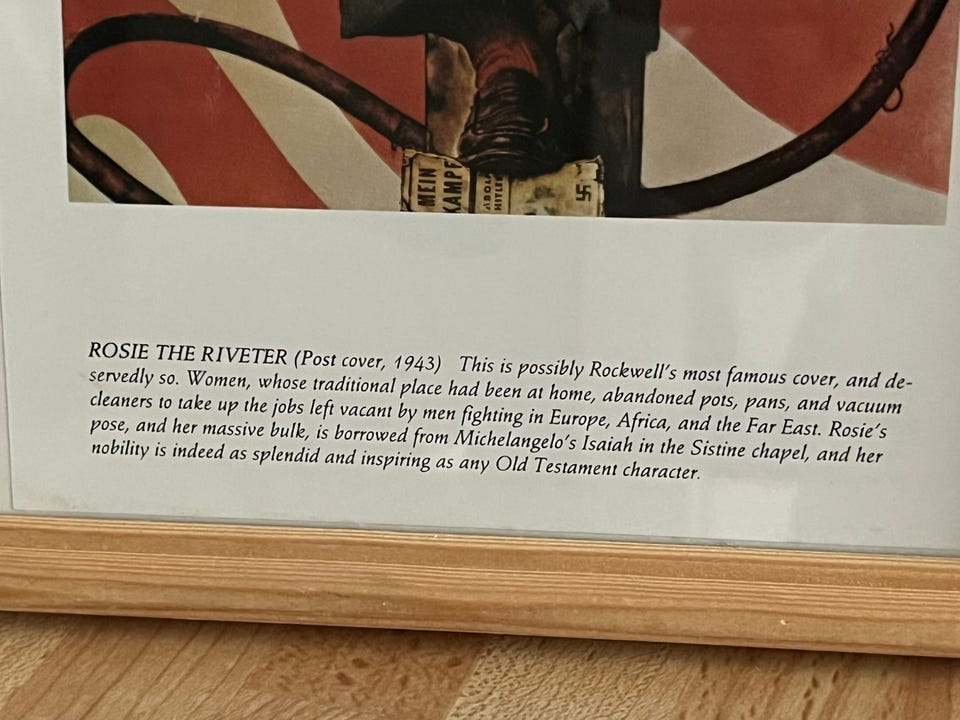 MEIN
KAMPF
ADOLF
HITLER
ROSIE THE RIVETER (Post cover, 1943) This is possibly Rockwell's most famous cover, and de-
servedly so. Women, whose traditional place had been at home, abandoned pots, pans, and vacuum
cleaners to take up the jobs left vacant by men fighting in Europe, Africa, and the Far East. Rosie's
pose, and her massive bulk, is borrowed from Michelangelo's Isaiah in the Sistine chapel, and her
nobility is indeed as splendid and inspiring as any Old Testament character.